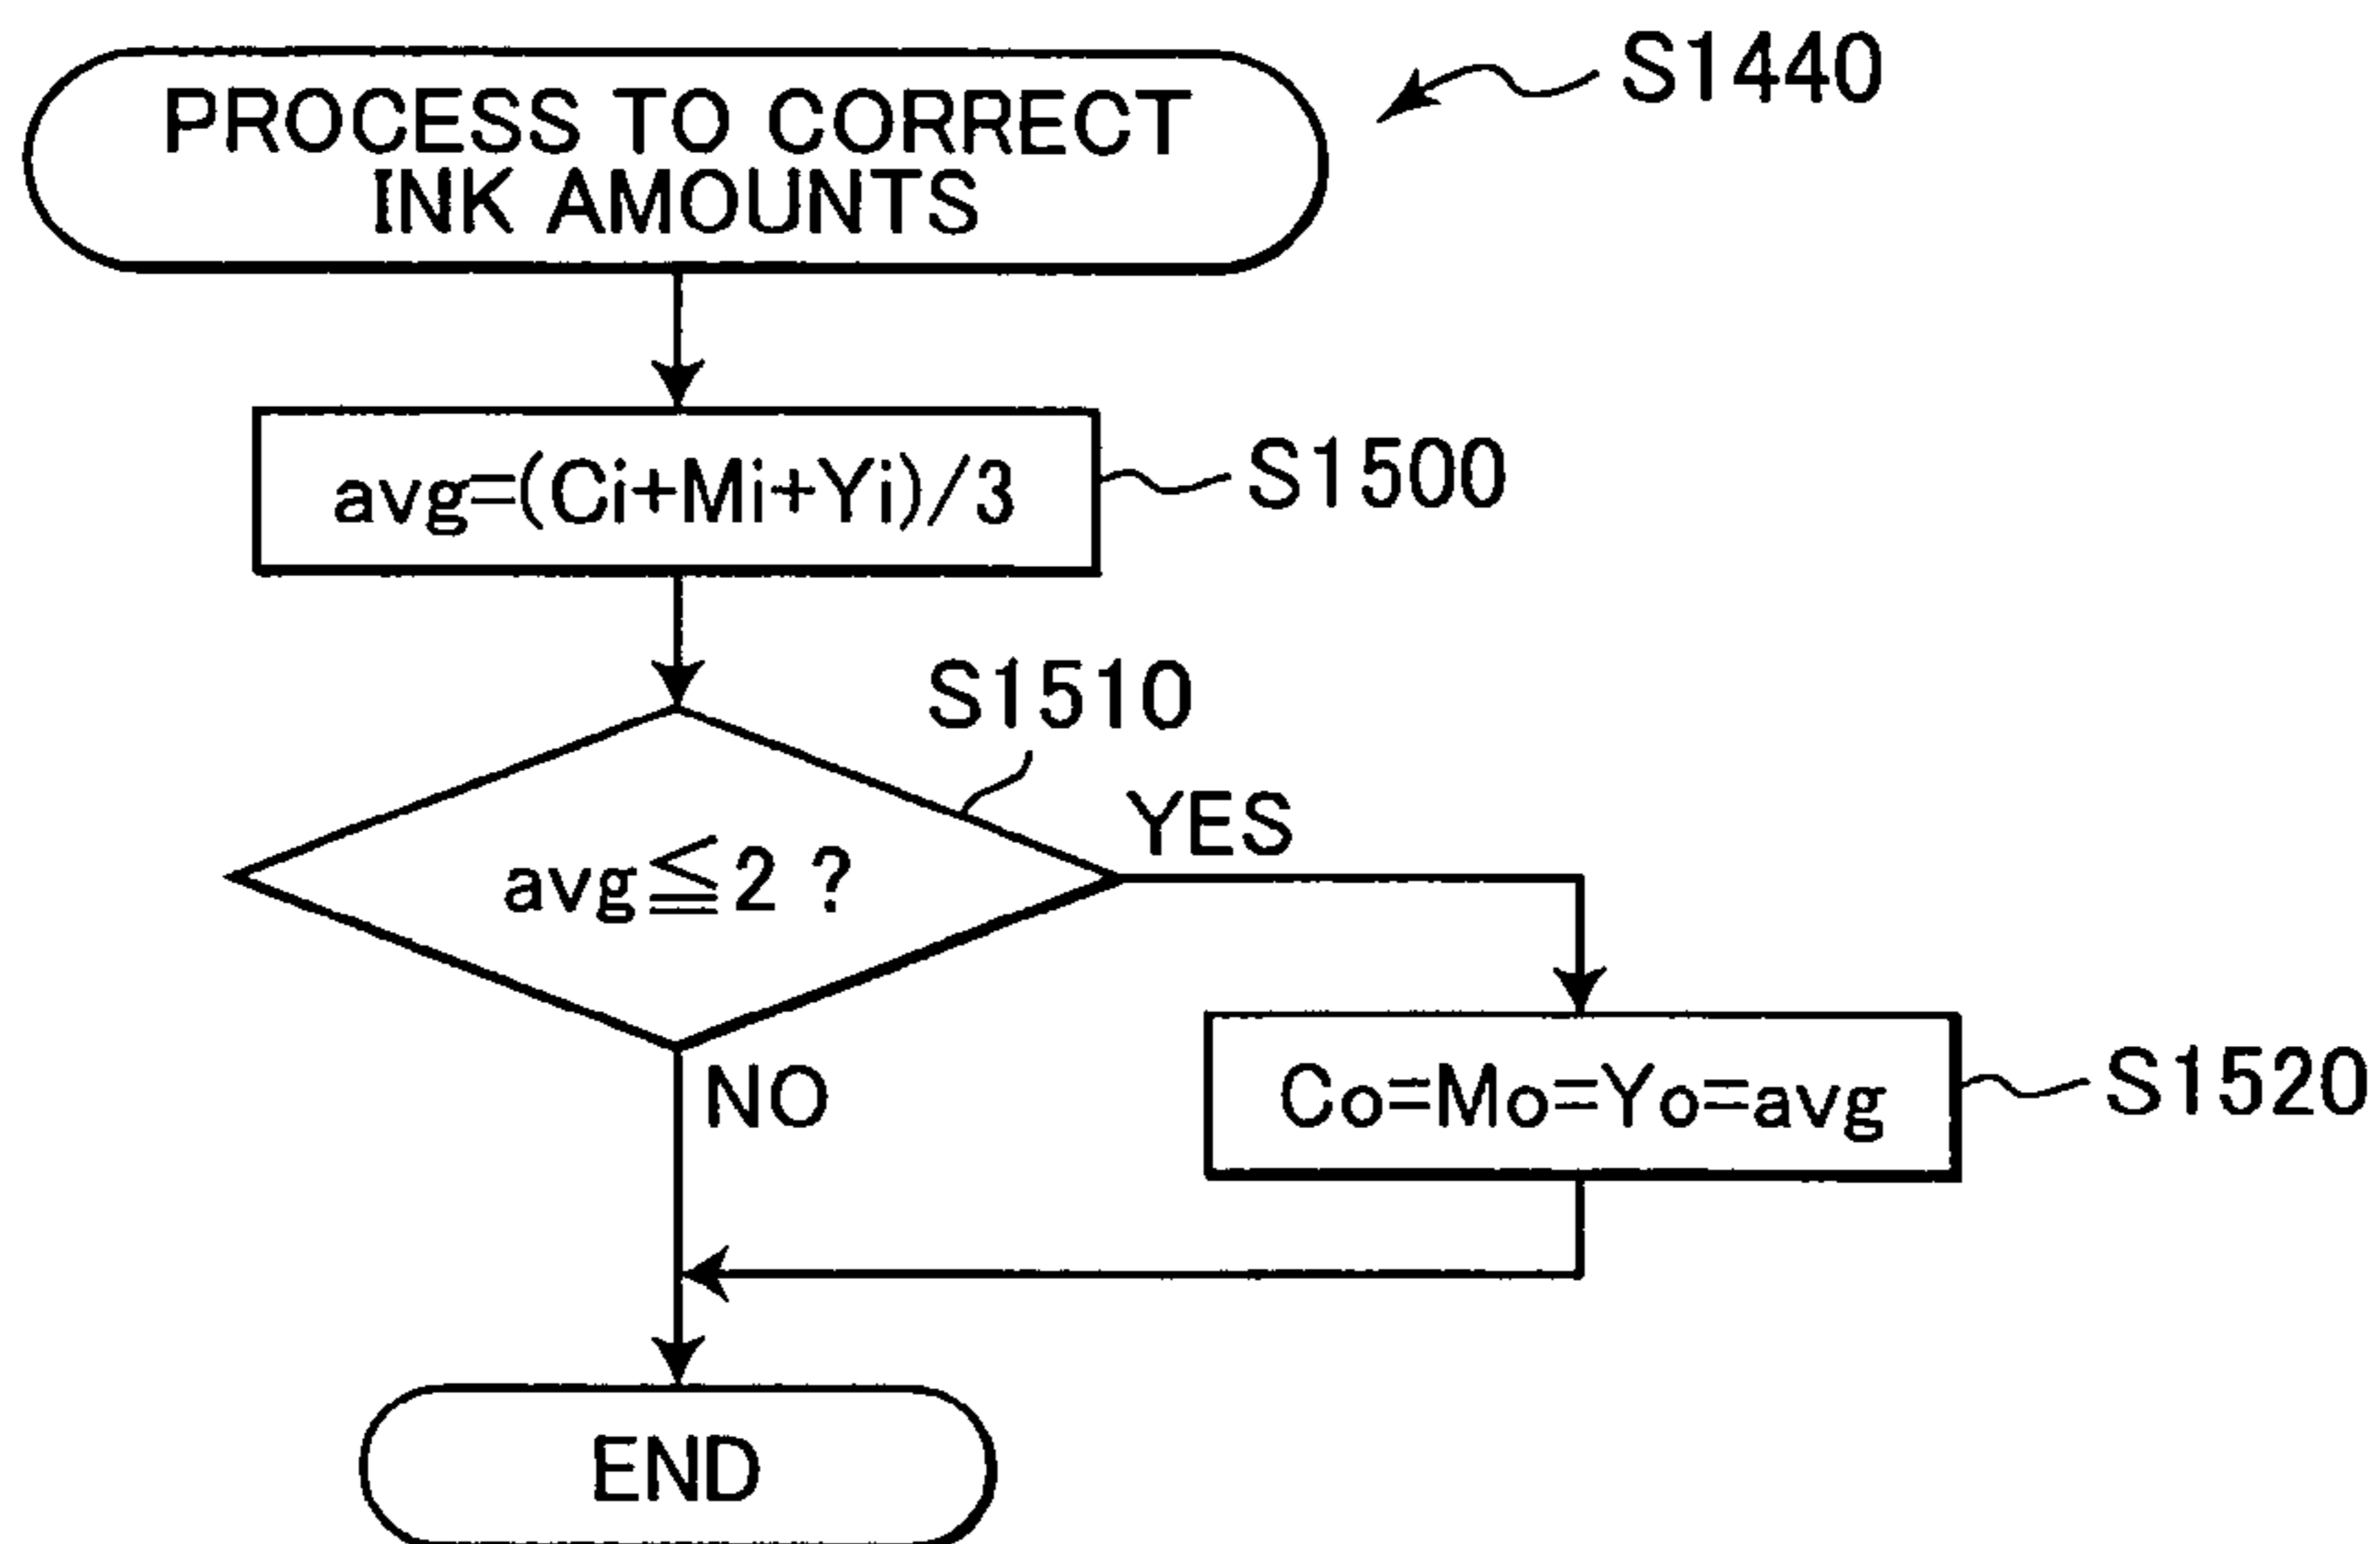 S1440
PROCESS TO CORRECT
INK AMOUNTS
avg=(Ci+Mi+Yi)/3
S1500
S1510
YES
avg≦2 ?
NO
Co=Mo=Yo=avg
S1520
END